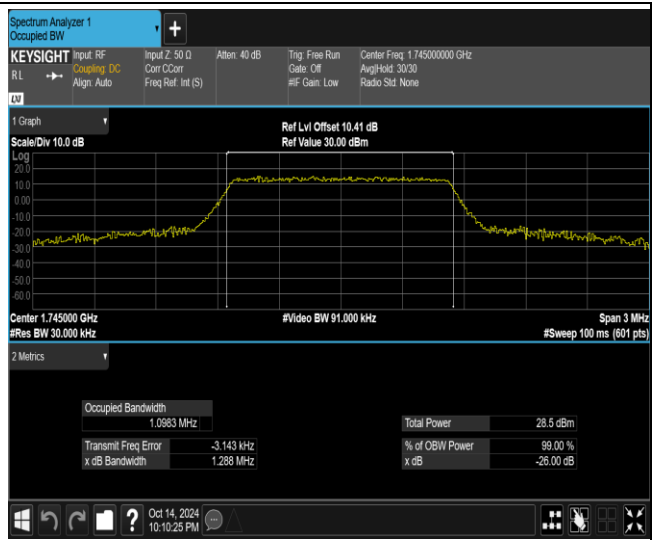 Spectrum Analyzer 1
Occupied BW
+
KEYSIGHT Input: RF Input Z: 50 Ω Atten: 40 dB Trig: Free Run Center Freq: 1.745000000 GHz
RL Coupling: DC Corr CCorr Gate: Off Avg|Hold: 30/30
Align: Auto Freq Ref: Int (S) #IF Gain: Low Radio Std: None
LXI
1 Graph
Ref Lvl Offset 10.41 dB
Scale/Div 10.0 dB Ref Value 30.00 dBm
Log
20.0
10.0
0.00
-10.0
-20.0
-30.0
-40.0
-50.0
-60.0
Center 1.745000 GHz #Video BW 91.000 kHz Span 3 MHz
#Res BW 30.000 kHz #Sweep 100 ms (601 pts)
2 Metrics
Occupied Bandwidth
1.0983 MHz Total Power 28.5 dBm
Transmit Freq Error -3.143 kHz % of OBW Power 99.00 %
x dB Bandwidth 1.288 MHz x dB -26.00 dB
? Oct 14, 2024
10:10:25 PM